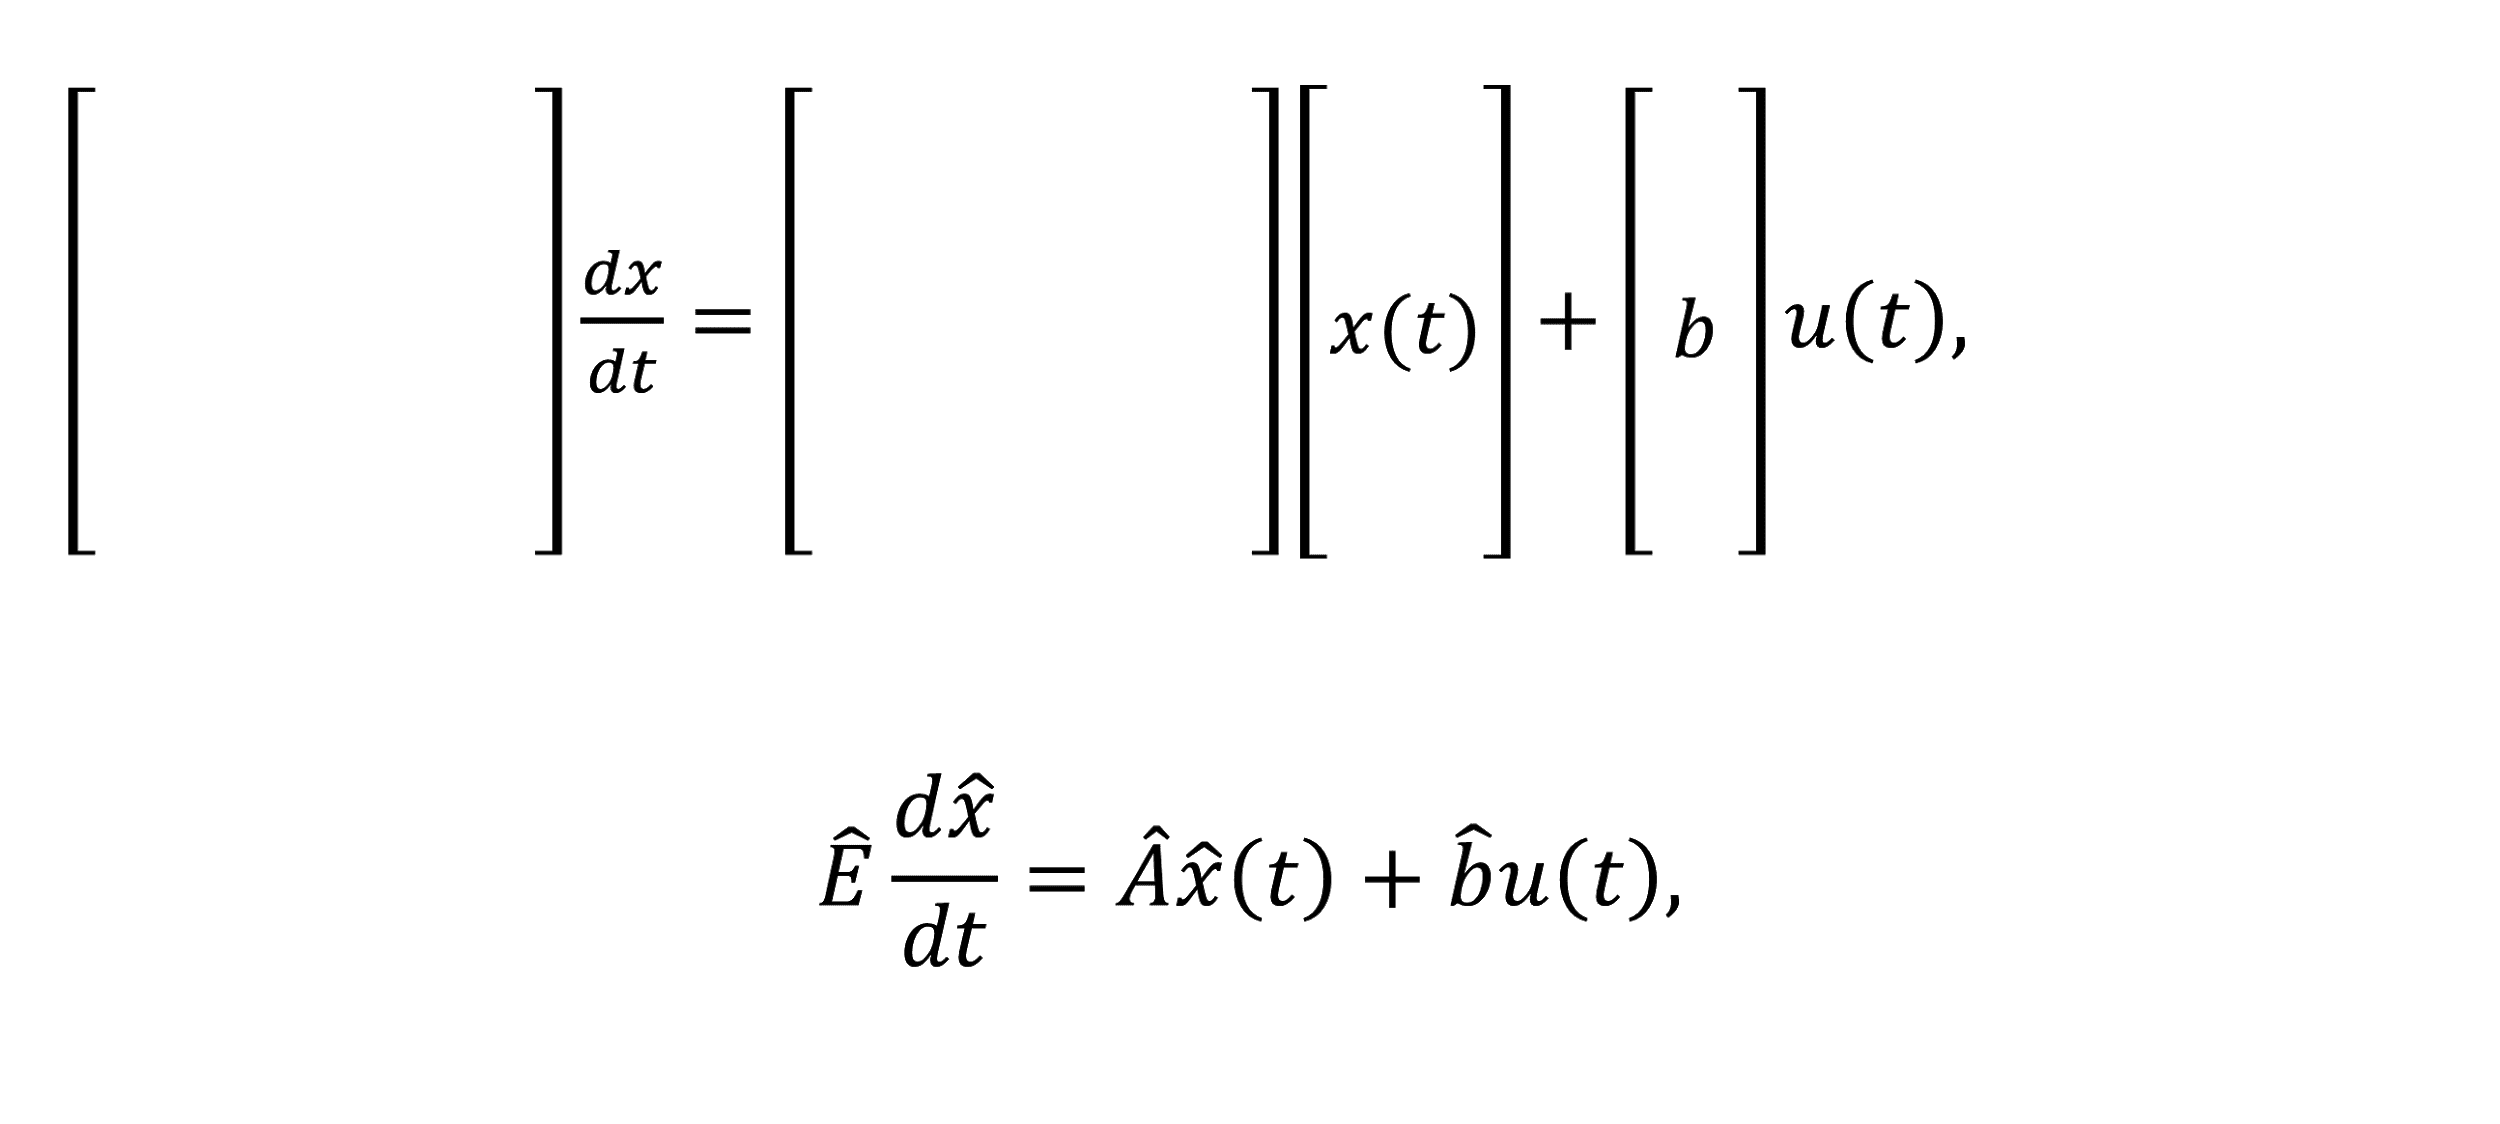 [ ] dx/dt = [ ] [x(t)] + [b] u(t),
Ê dx̂/dt = Âx̂(t) + b̂u(t),